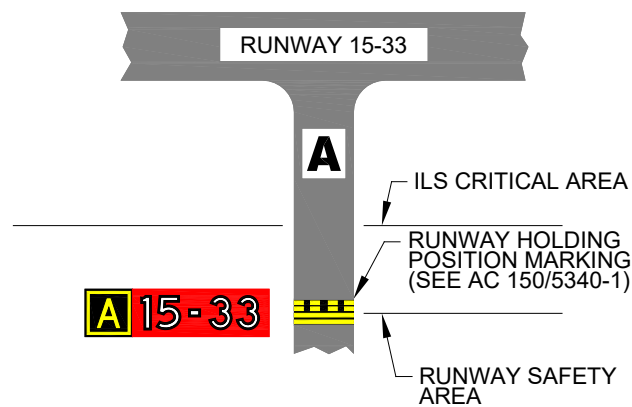 RUNWAY 15-33
A
ILS CRITICAL AREA
RUNWAY HOLDING
POSITION MARKING
(SEE AC 150/5340-1)
A 15-33
RUNWAY SAFETY
AREA